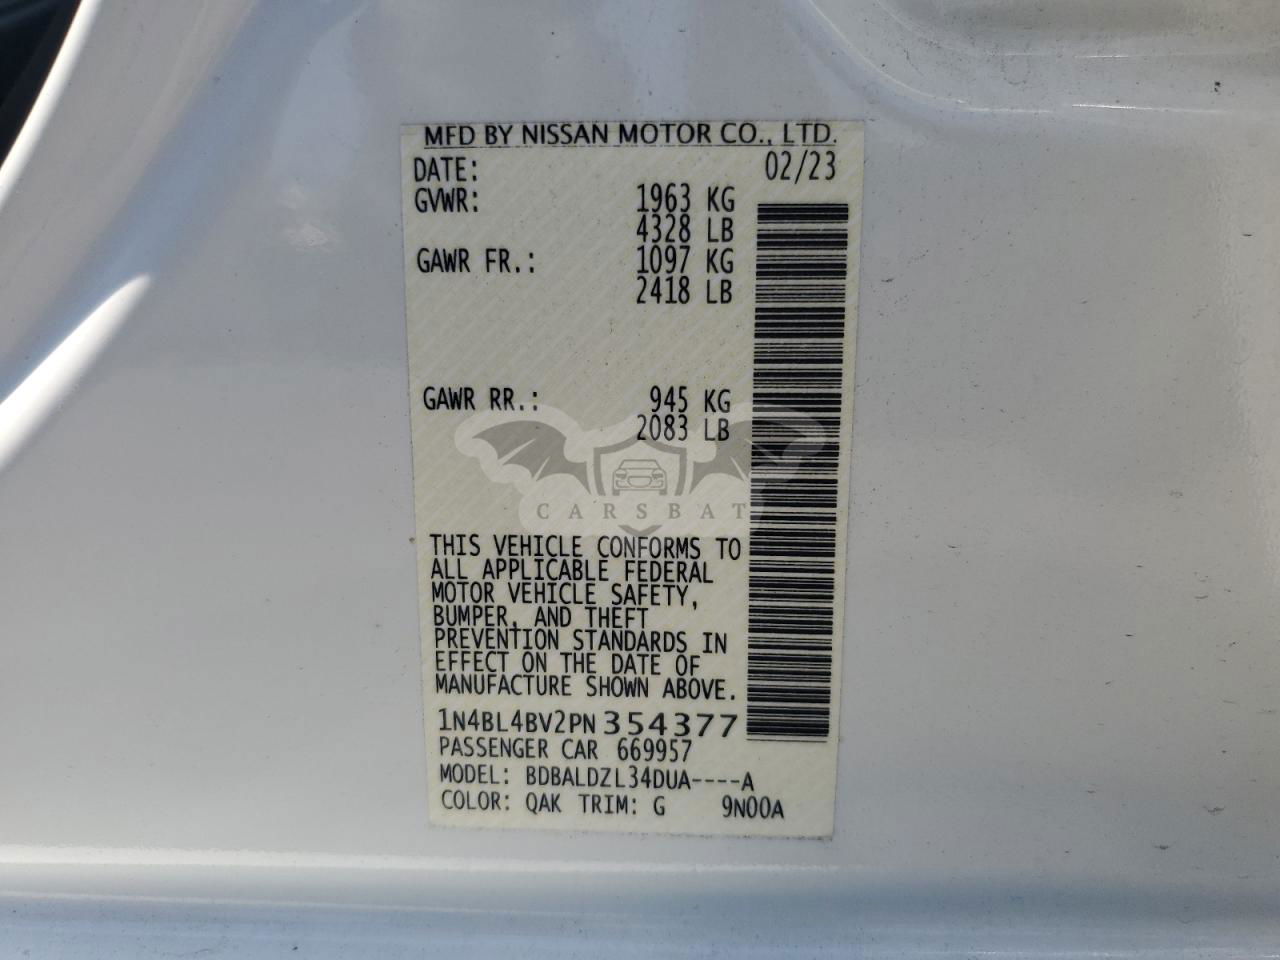 MFD BY NISSAN MOTOR CO., LTD.
DATE: 02/23
GVWR: 1963 KG
4328 LB
GAWR FR.: 1097 KG
2418 LB
GAWR RR.: 945 KG
2083 LB
CARSBAT
THIS VEHICLE CONFORMS TO
ALL APPLICABLE FEDERAL
MOTOR VEHICLE SAFETY,
BUMPER, AND THEFT
PREVENTION STANDARDS IN
EFFECT ON THE DATE OF
MANUFACTURE SHOWN ABOVE.
1N4BL4BV2PN354377
PASSENGER CAR 669957
MODEL: BDBALDZL34DUA----A
COLOR: QAK TRIM: G 9N00A